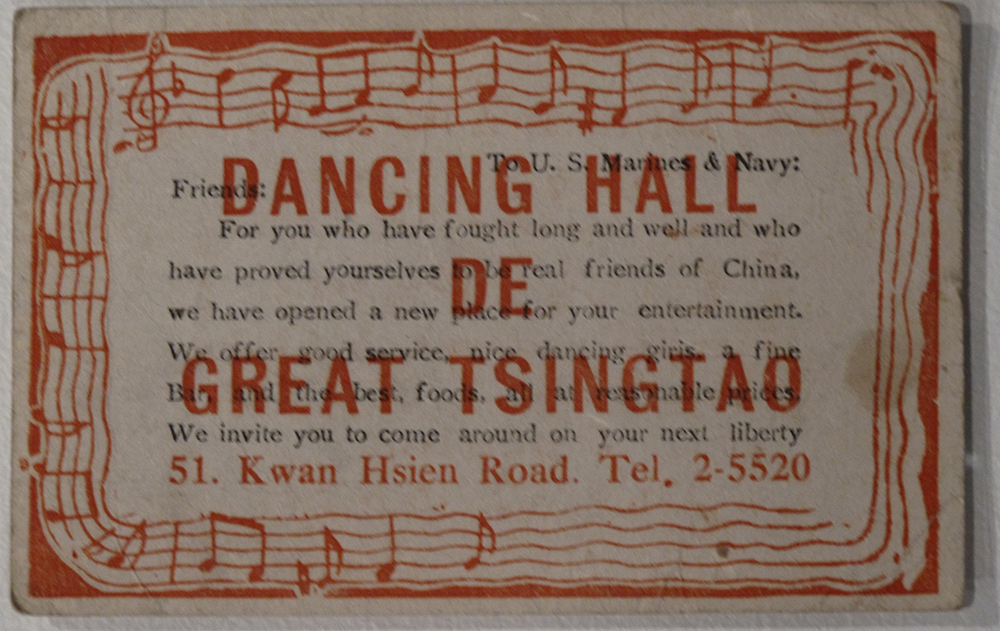 To U. S. Marines & Navy:
DANCING HALL
Friends:
For you who have fought long and well and who
have proved yourselves to be real friends of China,
DE
we have opened a new place for your entertainment.
We offer good service, nice dancing girls, a fine
GREAT TSINGTAO
Bar, and the best, foods, all at reasonable prices.
We invite you to come around on your next liberty
51. Kwan Hsien Road. Tel. 2-5520